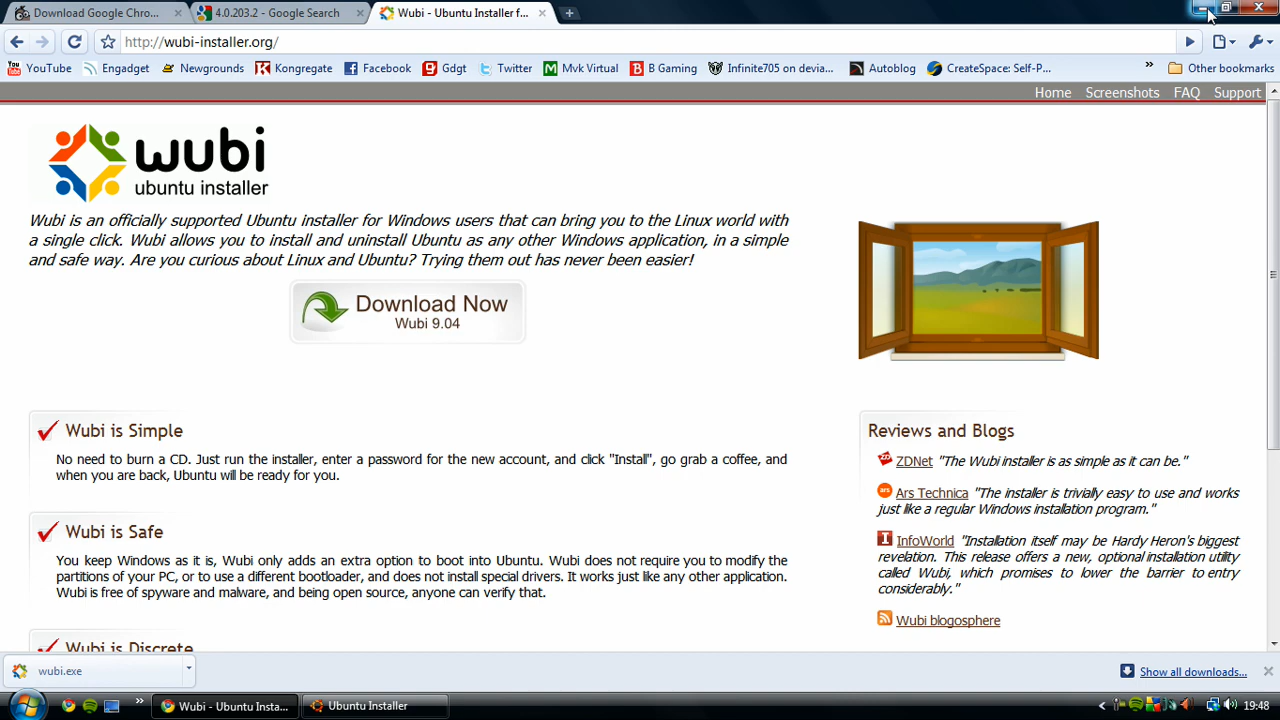 Download Google Chro...
4.0.203.2 - Google Search
Wubi - Ubuntu Installer f...
http://wubi-installer.org/
YouTube
Engadget
Newgrounds
Kongregate
Facebook
Gdgt
Twitter
Mvk Virtual
B Gaming
Infinite705 on devia...
Autoblog
CreateSpace: Self-P...
»
Other bookmarks
Home
Screenshots
FAQ
Support
wubi
ubuntu installer
Wubi is an officially supported Ubuntu installer for Windows users that can bring you to the Linux world with
a single click. Wubi allows you to install and uninstall Ubuntu as any other Windows application, in a simple
and safe way. Are you curious about Linux and Ubuntu? Trying them out has never been easier!
Download Now
Wubi 9.04
Wubi is Simple
No need to burn a CD. Just run the installer, enter a password for the new account, and click "Install", go grab a coffee, and
when you are back, Ubuntu will be ready for you.
Wubi is Safe
You keep Windows as it is, Wubi only adds an extra option to boot into Ubuntu. Wubi does not require you to modify the
partitions of your PC, or to use a different bootloader, and does not install special drivers. It works just like any other application.
Wubi is free of spyware and malware, and being open source, anyone can verify that.
Wubi is Discrete
Reviews and Blogs
ZDNet "The Wubi installer is as simple as it can be."
Ars Technica "The installer is trivially easy to use and works
just like a regular Windows installation program."
InfoWorld "Installation itself may be Hardy Heron's biggest
revelation. This release offers a new, optional installation utility
called Wubi, which promises to lower the barrier to entry
considerably."
Wubi blogosphere
wubi.exe
Show all downloads...
»
Wubi - Ubuntu Insta...
Ubuntu Installer
19:48